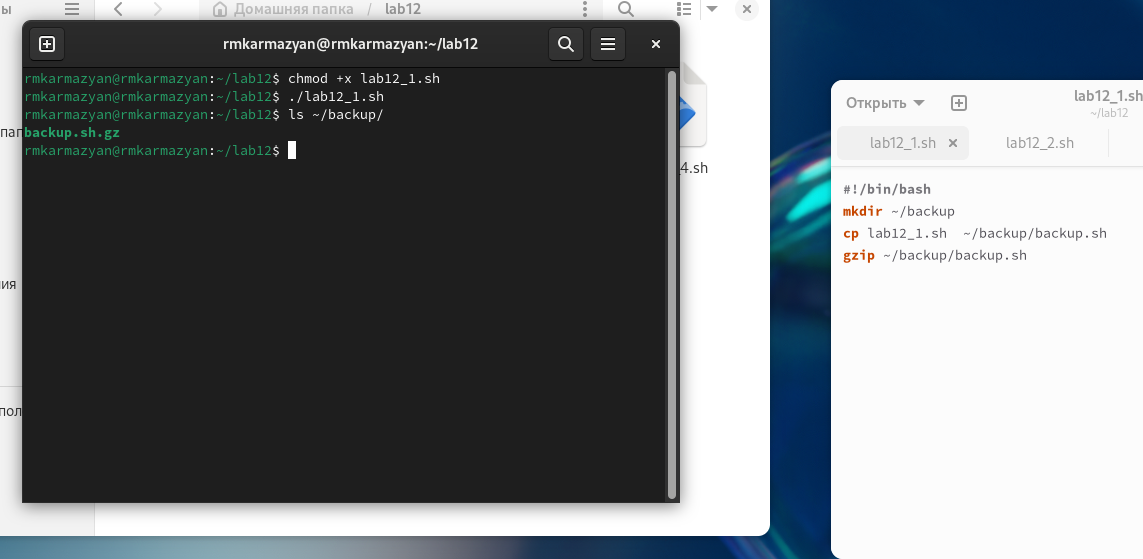 ы
Домашняя папка / lab12
rmkarmazyan@rmkarmazyan:~/lab12
rmkarmazyan@rmkarmazyan:~/lab12$ chmod +x lab12_1.sh
rmkarmazyan@rmkarmazyan:~/lab12$ ./lab12_1.sh
rmkarmazyan@rmkarmazyan:~/lab12$ ls ~/backup/
backup.sh.gz
rmkarmazyan@rmkarmazyan:~/lab12$
пап
ния
пол
4.sh
Открыть
lab12_1.sh
~/lab12
lab12_1.sh
lab12_2.sh
#!/bin/bash
mkdir ~/backup
cp lab12_1.sh  ~/backup/backup.sh
gzip ~/backup/backup.sh